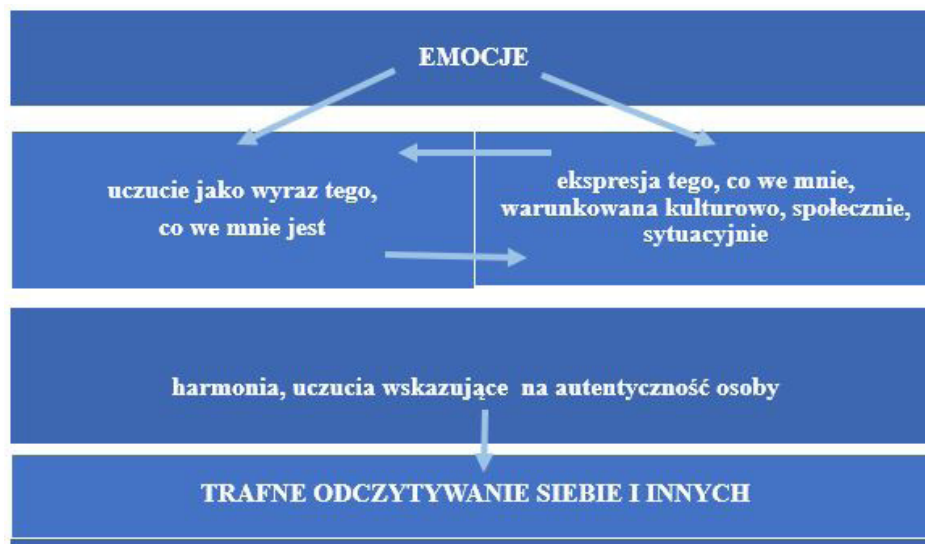 EMOCJE
uczucie jako wyraz tego,
co we mnie jest
ekspresja tego, co we mnie,
warunkowana kulturowo, społecznie,
sytuacyjnie
harmonia, uczucia wskazujące na autentyczność osoby
TRAFNE ODCZYTYWANIE SIEBIE I INNYCH